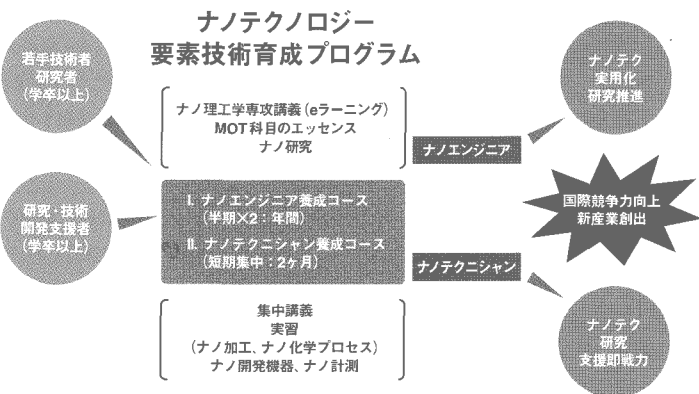 ナノテクノロジー
要素技術育成プログラム
若手技術者
研究者
(学卒以上)
ナノ理工学専攻講義(eラーニング)
MOT科目のエッセンス
ナノ研究
ナノエンジニア
ナノテク
実用化
研究推進
研究・技術
開発支援者
(学卒以上)
I. ナノエンジニア養成コース
(半期×2:年間)
II. ナノテクニシャン養成コース
(短期集中:2ヶ月)
国際競争力向上
新産業創出
ナノテクニシャン
集中講義
実習
(ナノ加工、ナノ化学プロセス)
ナノ開発機器、ナノ計測
ナノテク
研究
支援即戦力